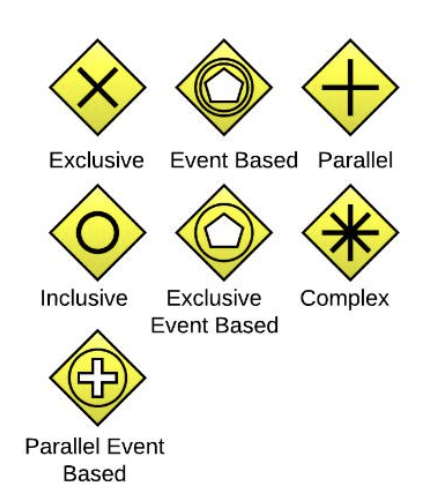 Exclusive
Event Based
Parallel
Inclusive
Exclusive
Event Based
Complex
Parallel Event
Based